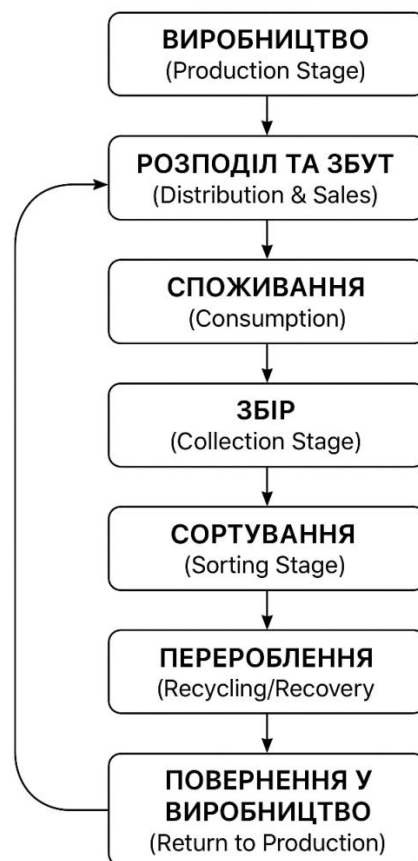 ВИРОБНИЦТВО
(Production Stage)
РОЗПОДІЛ ТА ЗБУТ
(Distribution & Sales)
СПОЖИВАННЯ
(Consumption)
ЗБІР
(Collection Stage)
СОРТУВАННЯ
(Sorting Stage)
ПЕРЕРОБЛЕННЯ
(Recycling/Recovery
ПОВЕРНЕННЯ У
ВИРОБНИЦТВО
(Return to Production)